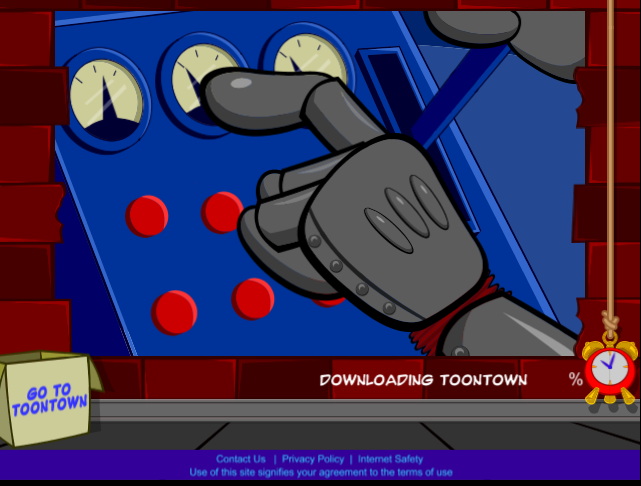 DOWNLOADING TOONTOWN %
GO TO
TOONTOWN
Contact Us | Privacy Policy | Internet Safety
Use of this site signifies your agreement to the terms of use